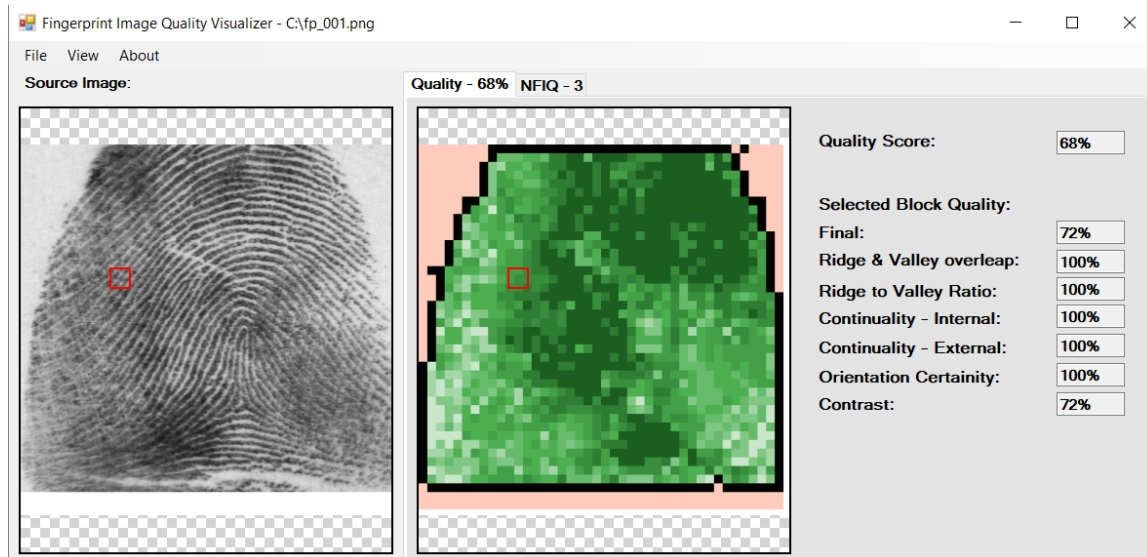 Fingerprint Image Quality Visualizer - C:\fp_001.png
File View About
Source Image:
Quality - 68% NFIQ - 3
Quality Score: 68%
Selected Block Quality:
Final: 72%
Ridge & Valley overleap: 100%
Ridge to Valley Ratio: 100%
Continuality - Internal: 100%
Continuality - External: 100%
Orientation Certainity: 100%
Contrast: 72%